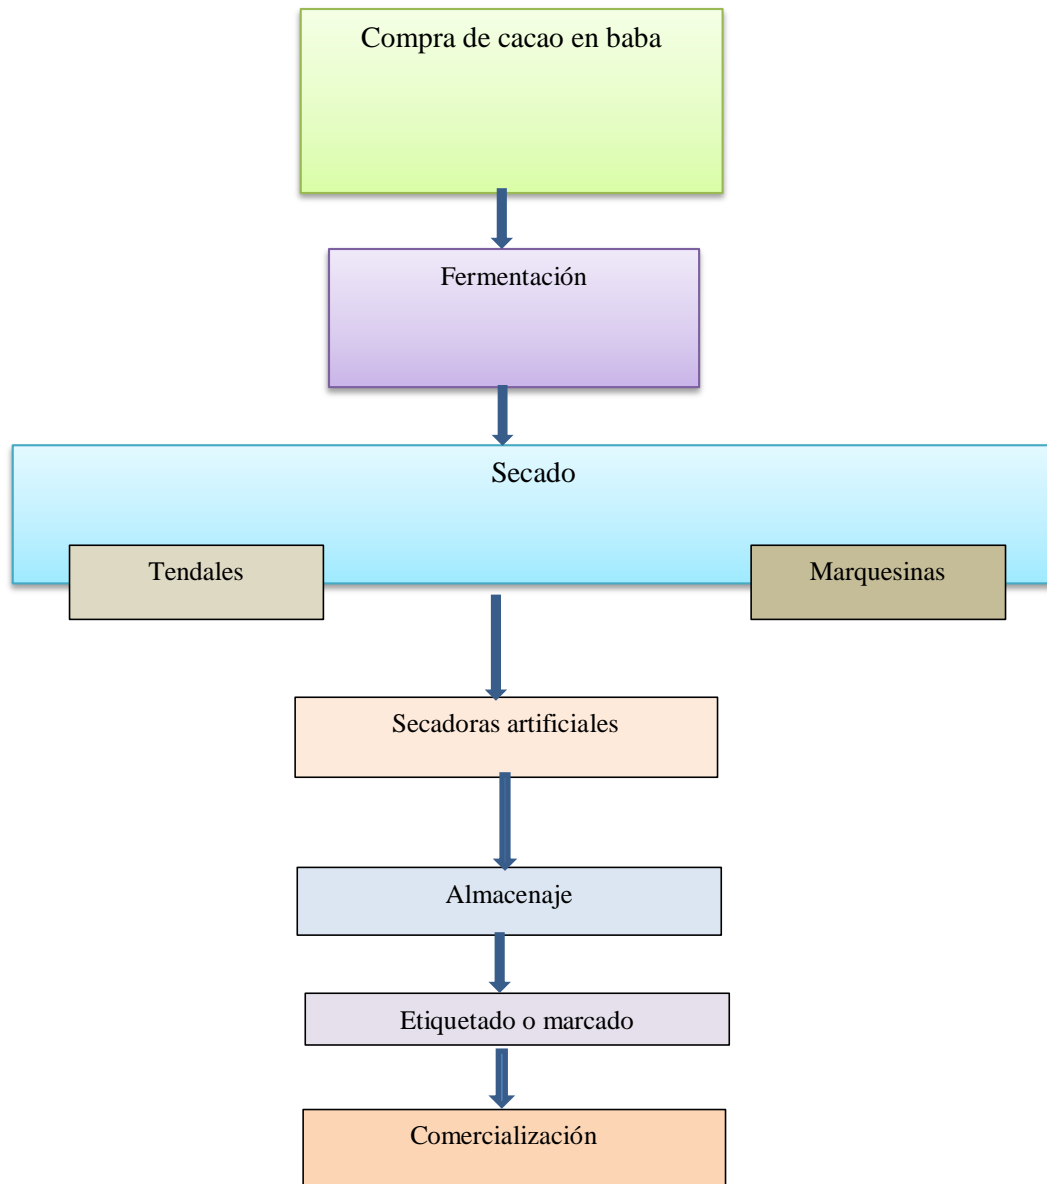 Compra de cacao en baba
Fermentación
Secado
Tendales
Marquesinas
Secadoras artificiales
Almacenaje
Etiquetado o marcado
Comercialización